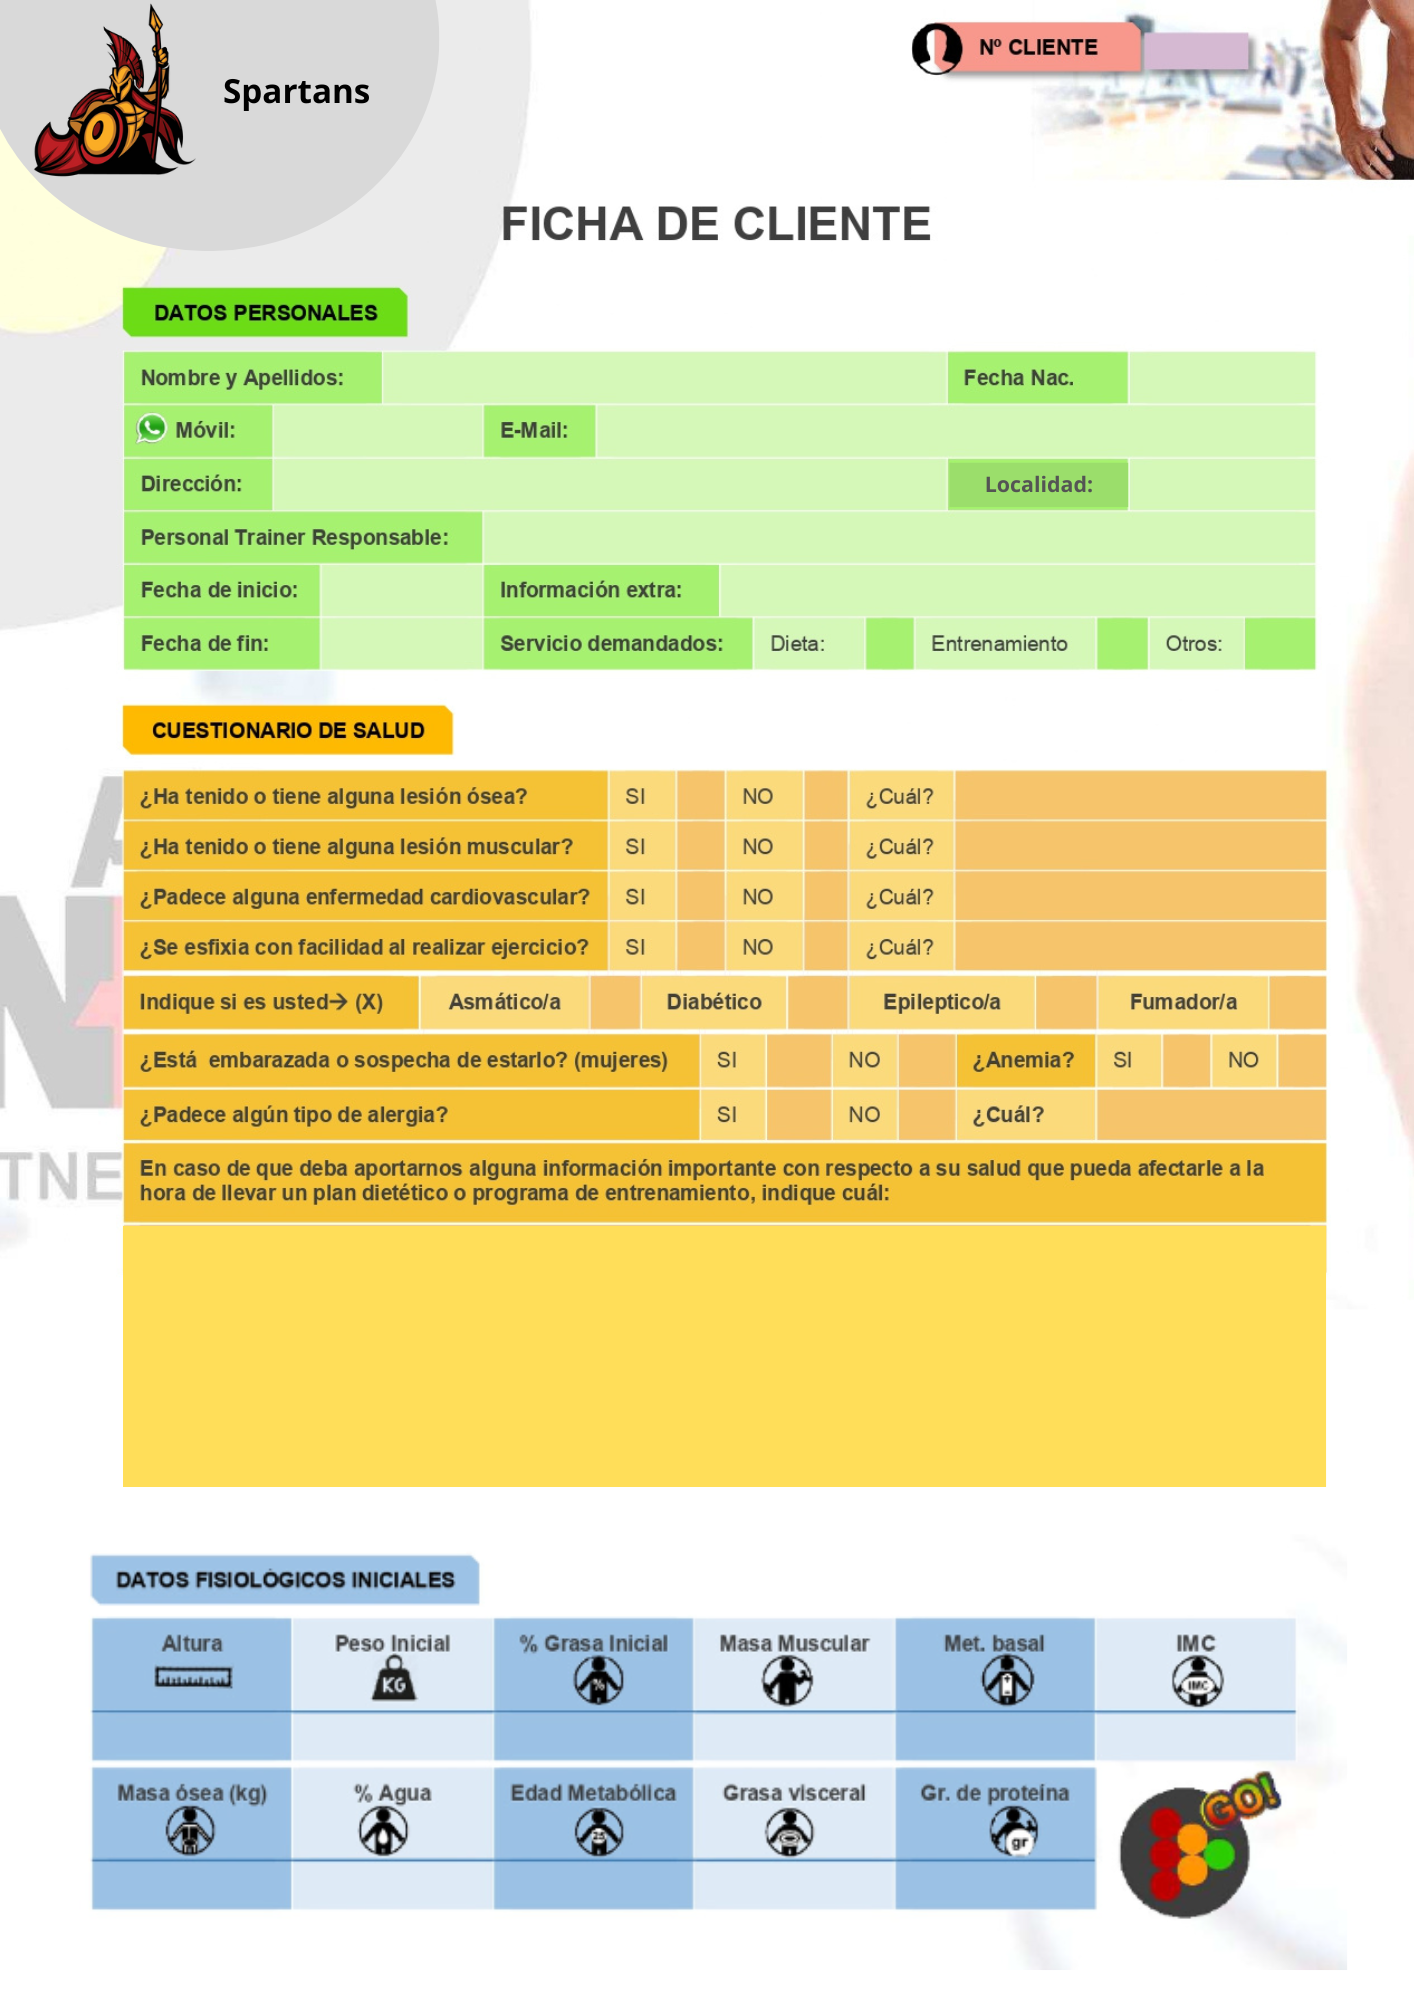 Spartans
Nº CLIENTE
FICHA DE CLIENTE
DATOS PERSONALES
Nombre y Apellidos: Fecha Nac.
Móvil: E-Mail:
Dirección: Localidad:
Personal Trainer Responsable:
Fecha de inicio: Información extra:
Fecha de fin: Servicio demandados: Dieta: Entrenamiento Otros:
CUESTIONARIO DE SALUD
¿Ha tenido o tiene alguna lesión ósea? SI NO ¿Cuál?
¿Ha tenido o tiene alguna lesión muscular? SI NO ¿Cuál?
¿Padece alguna enfermedad cardiovascular? SI NO ¿Cuál?
¿Se esfixia con facilidad al realizar ejercicio? SI NO ¿Cuál?
Indique si es usted→ (X) Asmático/a Diabético Epileptico/a Fumador/a
¿Está embarazada o sospecha de estarlo? (mujeres) SI NO ¿Anemia? SI NO
¿Padece algún tipo de alergia? SI NO ¿Cuál?
TNE
En caso de que deba aportarnos alguna información importante con respecto a su salud que pueda afectarle a la
hora de llevar un plan dietético o programa de entrenamiento, indique cuál:
DATOS FISIOLÓGICOS INICIALES
Altura Peso Inicial % Grasa Inicial Masa Muscular Met. basal IMC
KG % IMC
Masa ósea (kg) % Agua Edad Metabólica Grasa visceral Gr. de proteína
25 gr
GO!